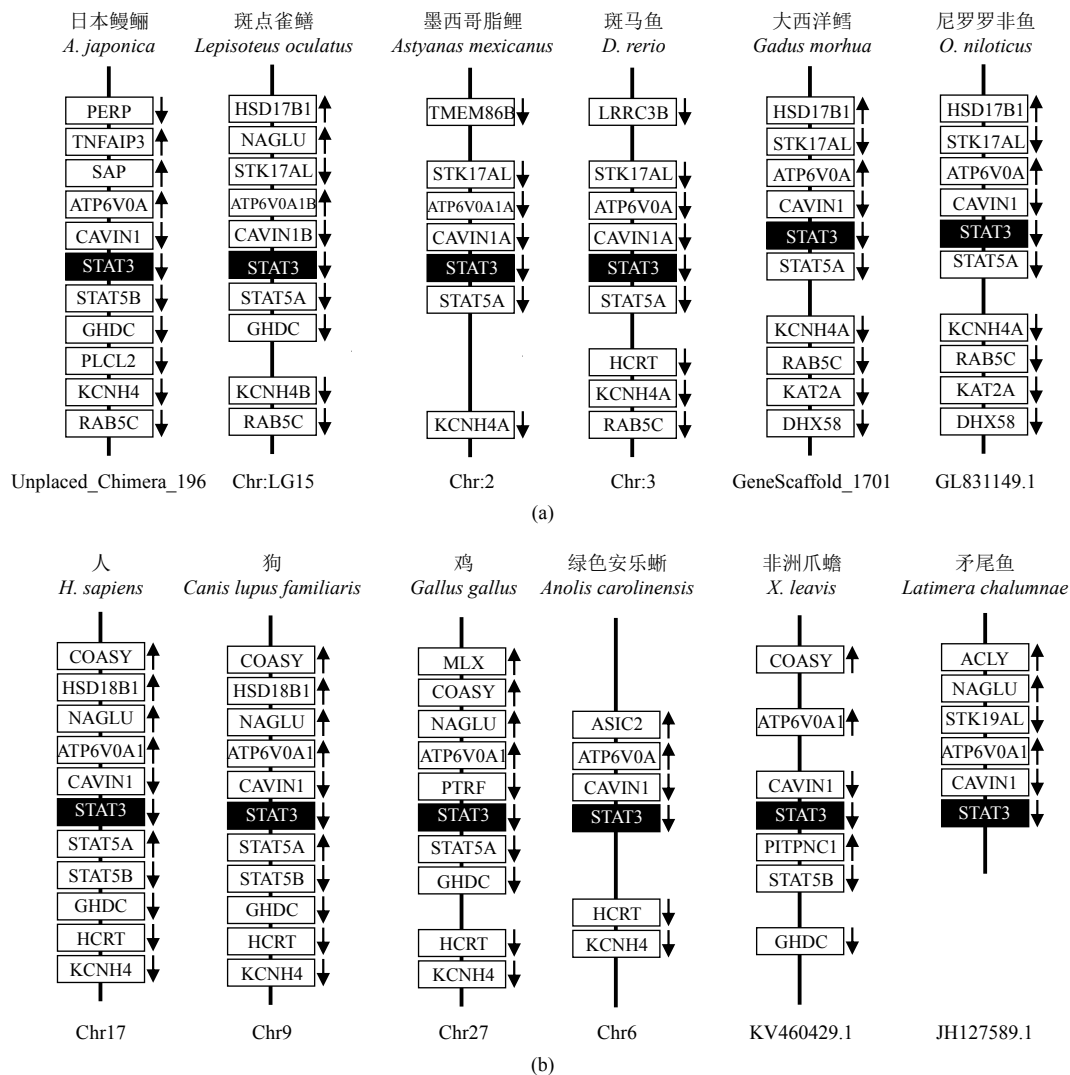 日本鳗鲡
A. japonica
PERP
TNFAIP3
SAP
ATP6V0A
CAVIN1
STAT3
STAT5B
GHDC
PLCL2
KCNH4
RAB5C
Unplaced_Chimera_196
斑点雀鳝
Lepisoteus oculatus
HSD17B1
NAGLU
STK17AL
ATP6V0A1B
CAVIN1B
STAT3
STAT5A
GHDC
KCNH4B
RAB5C
Chr:LG15
墨西哥脂鲤
Astyanas mexicanus
TMEM86B
STK17AL
ATP6V0A1A
CAVIN1A
STAT3
STAT5A
KCNH4A
Chr:2
斑马鱼
D. rerio
LRRC3B
STK17AL
ATP6V0A
CAVIN1A
STAT3
STAT5A
HCRT
KCNH4A
RAB5C
Chr:3
大西洋鳕
Gadus morhua
HSD17B1
STK17AL
ATP6V0A
CAVIN1
STAT3
STAT5A
KCNH4A
RAB5C
KAT2A
DHX58
GeneScaffold_1701
尼罗罗非鱼
O. niloticus
HSD17B1
STK17AL
ATP6V0A
CAVIN1
STAT3
STAT5A
KCNH4A
RAB5C
KAT2A
DHX58
GL831149.1
(a)
人
H. sapiens
COASY
HSD18B1
NAGLU
ATP6V0A1
CAVIN1
STAT3
STAT5A
STAT5B
GHDC
HCRT
KCNH4
Chr17
狗
Canis lupus familiaris
COASY
HSD18B1
NAGLU
ATP6V0A1
CAVIN1
STAT3
STAT5A
STAT5B
GHDC
HCRT
KCNH4
Chr9
鸡
Gallus gallus
MLX
COASY
NAGLU
ATP6V0A1
PTRF
STAT3
STAT5A
GHDC
HCRT
KCNH4
Chr27
绿色安乐蜥
Anolis carolinensis
ASIC2
ATP6V0A
CAVIN1
STAT3
HCRT
KCNH4
Chr6
非洲爪蟾
X. leavis
COASY
ATP6V0A1
CAVIN1
STAT3
PITPNC1
STAT5B
GHDC
KV460429.1
矛尾鱼
Latimera chalumnae
ACLY
NAGLU
STK19AL
ATP6V0A1
CAVIN1
STAT3
JH127589.1
(b)